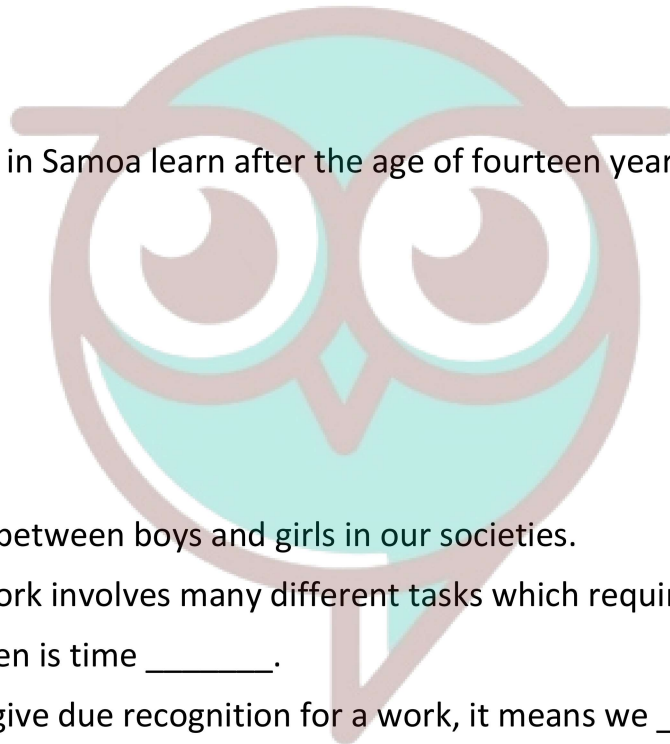 in Samoa learn after the age of fourteen year
between boys and girls in our societies.
ork involves many different tasks which requir
en is time _______.
give due recognition for a work, it means we _